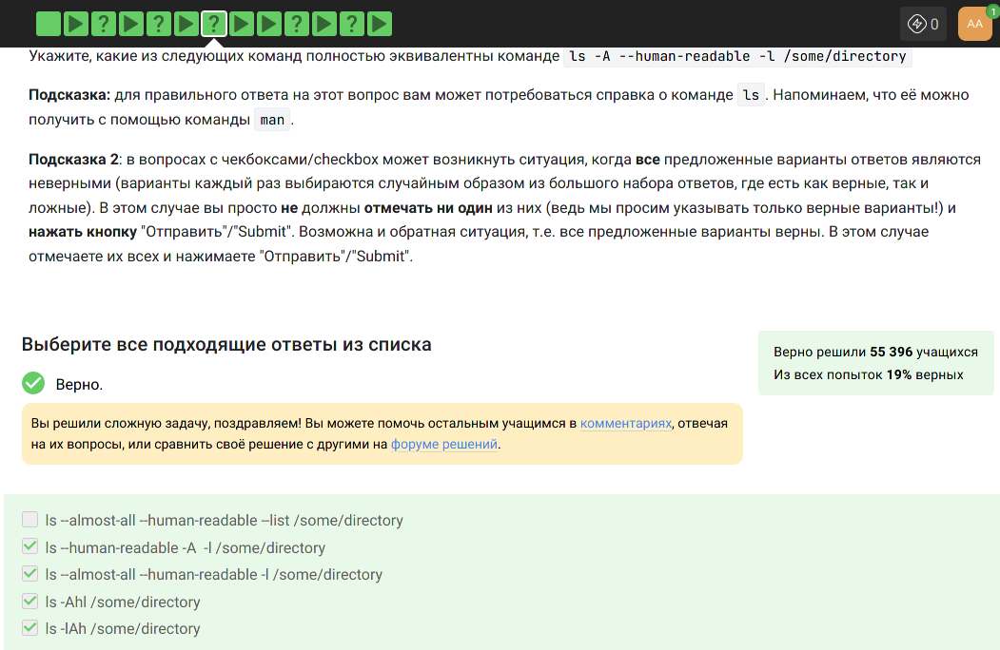 ? ? ? ? ?
0
AA
1
Укажите, какие из следующих команд полностью эквивалентны команде ls -A --human-readable -l /some/directory
Подсказка: для правильного ответа на этот вопрос вам может потребоваться справка о команде ls. Напоминаем, что её можно
получить с помощью команды man.
Подсказка 2: в вопросах с чекбоксами/checkbox может возникнуть ситуация, когда все предложенные варианты ответов являются
неверными (варианты каждый раз выбираются случайным образом из большого набора ответов, где есть как верные, так и
ложные). В этом случае вы просто не должны отмечать ни один из них (ведь мы просим указывать только верные варианты!) и
нажать кнопку "Отправить"/"Submit". Возможна и обратная ситуация, т.е. все предложенные варианты верны. В этом случае
отмечаете их всех и нажимаете "Отправить"/"Submit".
Выберите все подходящие ответы из списка
Верно решили 55 396 учащихся
Из всех попыток 19% верных
Верно.
Вы решили сложную задачу, поздравляем! Вы можете помочь остальным учащимся в комментариях, отвечая
на их вопросы, или сравнить своё решение с другими на форуме решений.
ls --almost-all --human-readable --list /some/directory
ls --human-readable -A -l /some/directory
ls --almost-all --human-readable -l /some/directory
ls -Ahl /some/directory
ls -lAh /some/directory